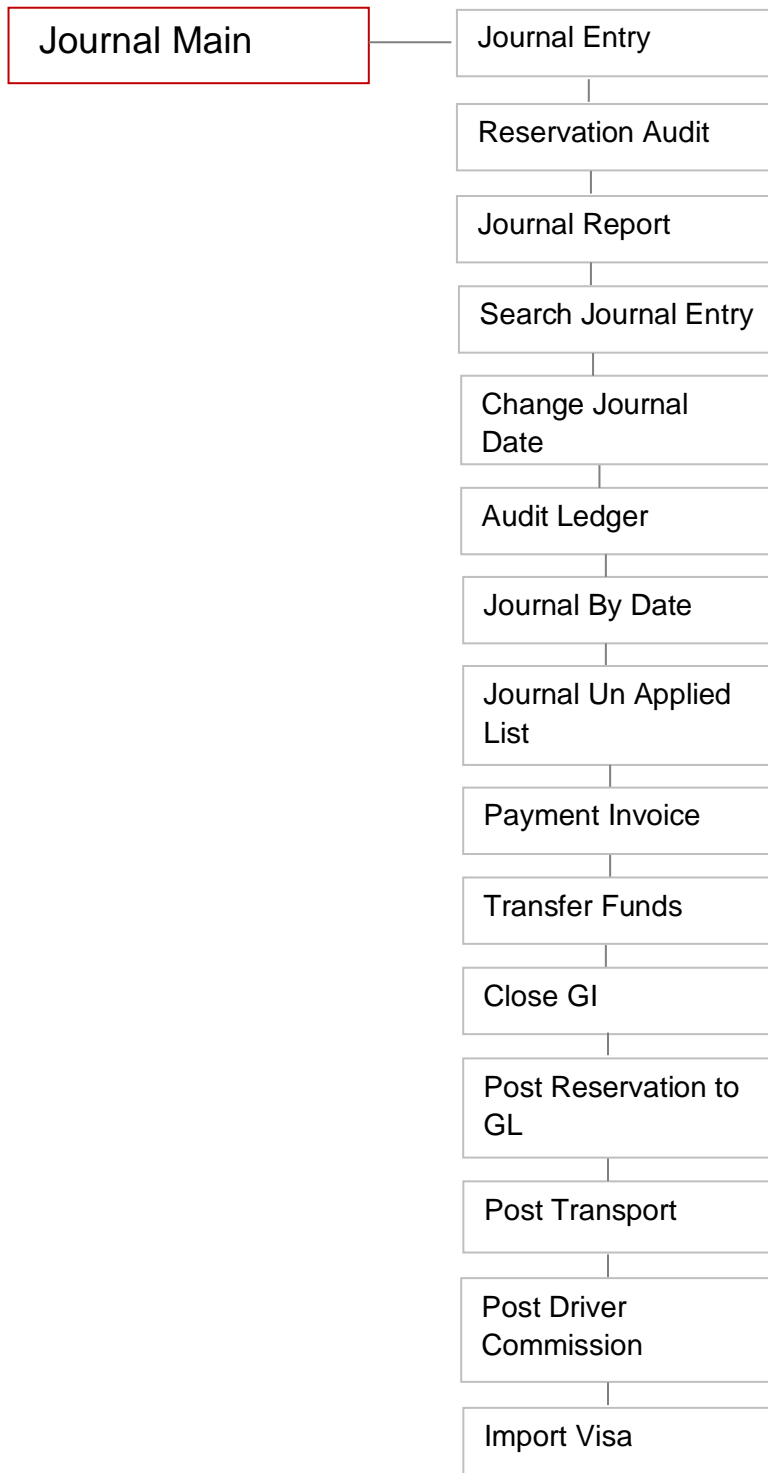 Journal Main
Journal Entry
Reservation Audit
Journal Report
Search Journal Entry
Change Journal
Date
Audit Ledger
Journal By Date
Journal Un Applied
List
Payment Invoice
Transfer Funds
Close GI
Post Reservation to
GL
Post Transport
Post Driver
Commission
Import Visa